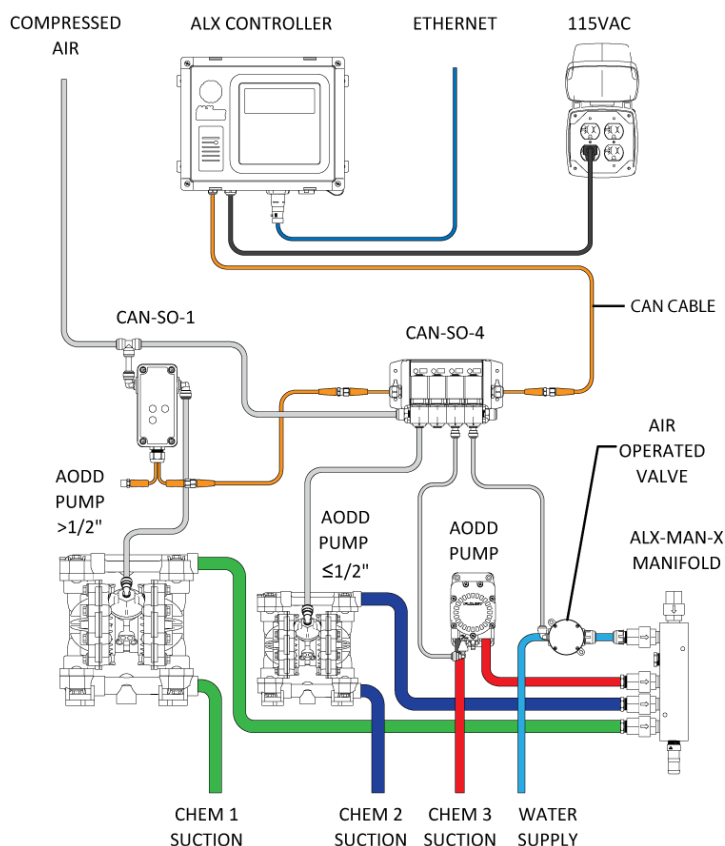 COMPRESSED
AIR
ALX CONTROLLER
ETHERNET
115VAC
CAN CABLE
CAN-SO-1
CAN-SO-4
AIR
OPERATED
VALVE
AODD
PUMP
>1/2"
AODD
PUMP
≤1/2"
AODD
PUMP
ALX-MAN-X
MANIFOLD
CHEM 1
SUCTION
CHEM 2
SUCTION
CHEM 3
SUCTION
WATER
SUPPLY